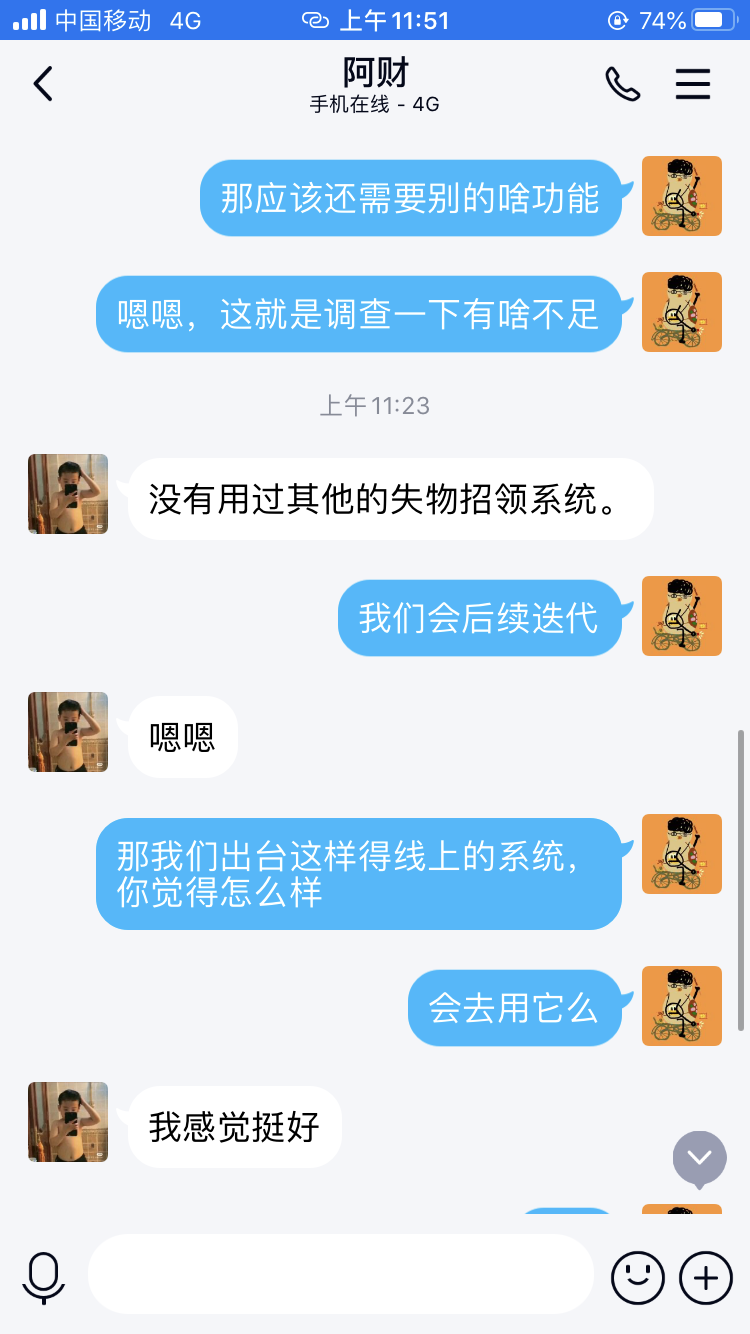 中国移动 4G 上午11:51 74%
阿财
手机在线 - 4G
那应该还需要别的啥功能
嗯嗯，这就是调查一下有啥不足
上午11:23
没有用过其他的失物招领系统。
我们会后续迭代
嗯嗯
那我们出台这样得线上的系统，
你觉得怎么样
会去用它么
我感觉挺好